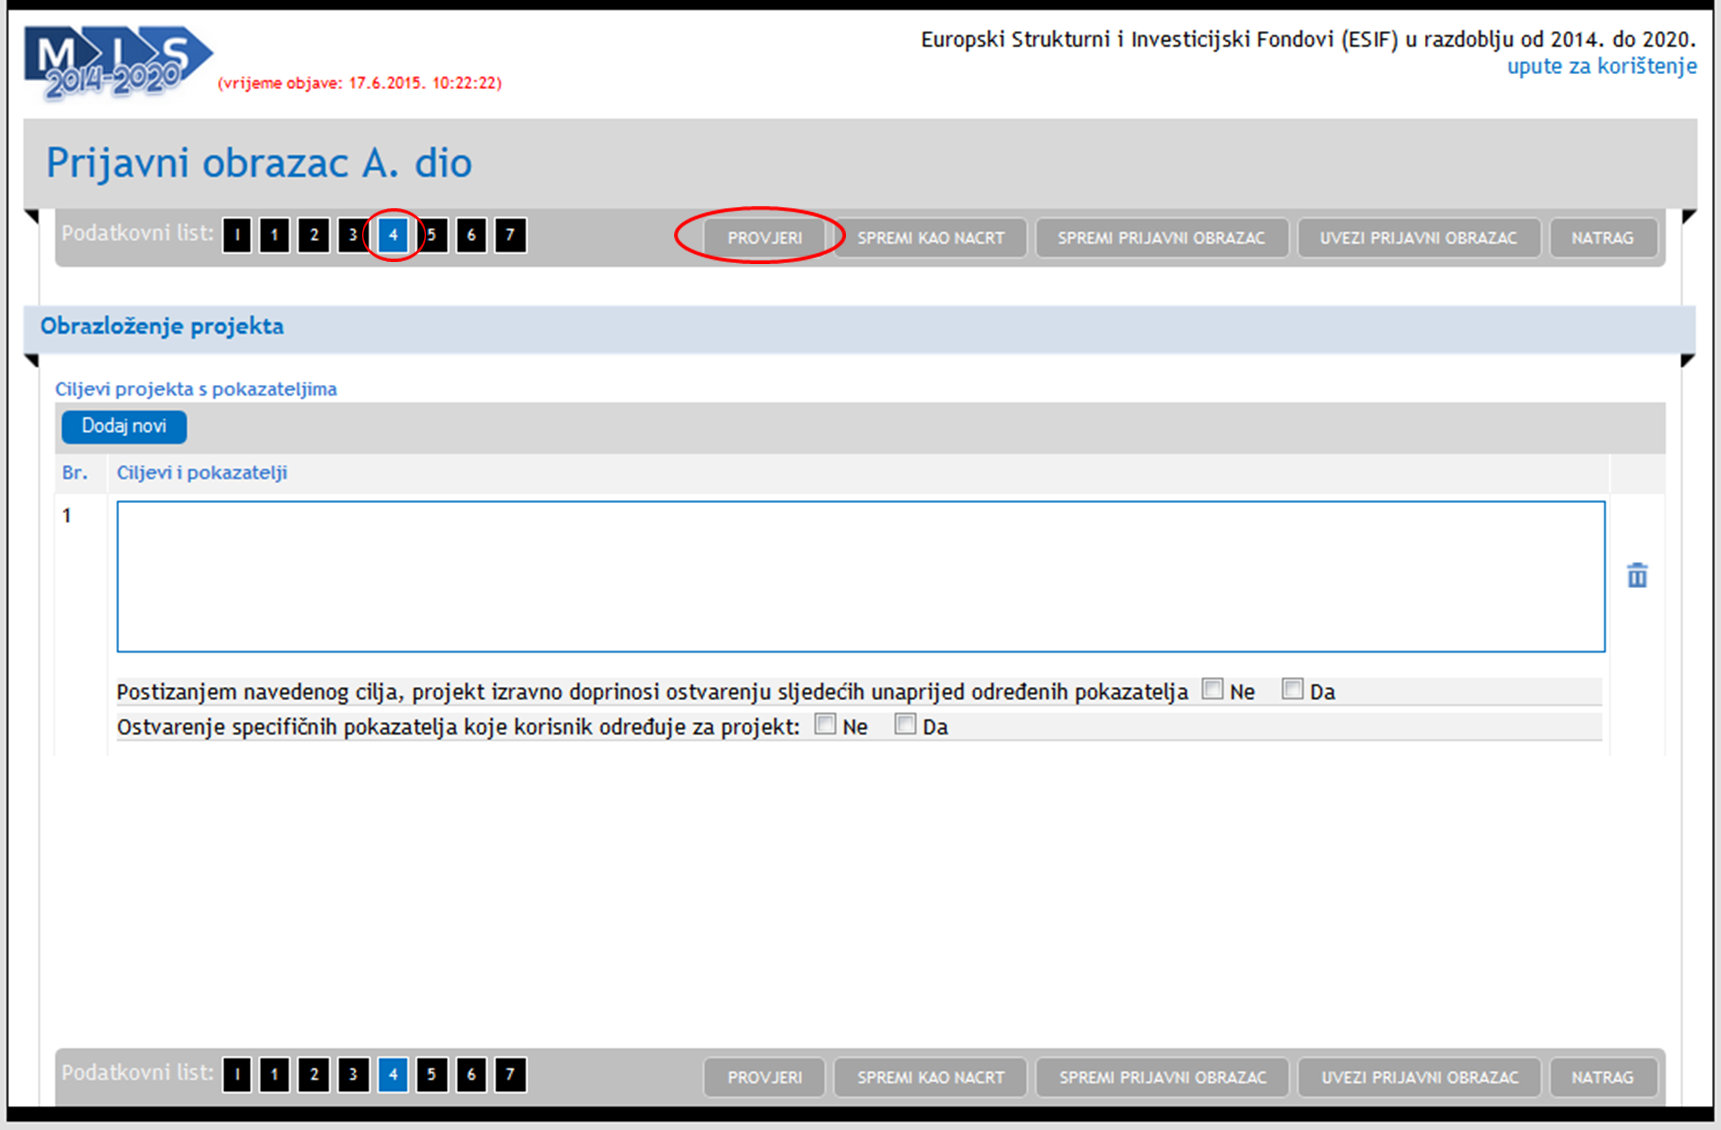 MIS
2014-2020
(vrijeme objave: 17.6.2015. 10:22:22)
Europski Strukturni i Investicijski Fondovi (ESIF) u razdoblju od 2014. do 2020.
upute za korištenje
Prijavni obrazac A. dio
Podatkovni list: I 1 2 3 4 5 6 7 PROVJERI SPREMI KAO NACRT SPREMI PRIJAVNI OBRAZAC UVEZI PRIJAVNI OBRAZAC NATRAG
Obrazloženje projekta
Ciljevi projekta s pokazateljima
Dodaj novi
Br. Ciljevi i pokazatelji
1
Postizanjem navedenog cilja, projekt izravno doprinosi ostvarenju sljedećih unaprijed određenih pokazatelja Ne Da
Ostvarenje specifičnih pokazatelja koje korisnik određuje za projekt: Ne Da
Podatkovni list: I 1 2 3 4 5 6 7 PROVJERI SPREMI KAO NACRT SPREMI PRIJAVNI OBRAZAC UVEZI PRIJAVNI OBRAZAC NATRAG